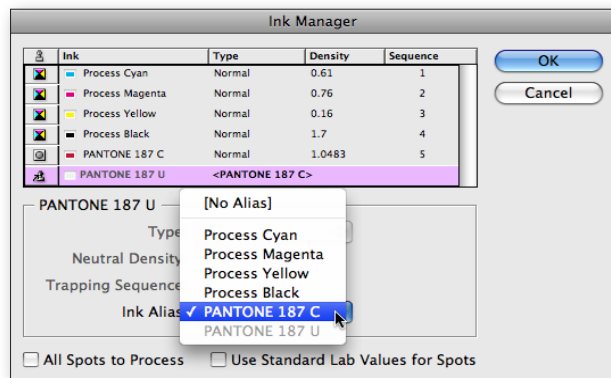 Ink Manager
Ink Type Density Sequence
Process Cyan Normal 0.61 1
Process Magenta Normal 0.76 2
Process Yellow Normal 0.16 3
Process Black Normal 1.7 4
PANTONE 187 C Normal 1.0483 5
PANTONE 187 U <PANTONE 187 C>
OK
Cancel
PANTONE 187 U
Type
Neutral Density
Trapping Sequence
Ink Alias
[No Alias]
Process Cyan
Process Magenta
Process Yellow
Process Black
✓ PANTONE 187 C
PANTONE 187 U
All Spots to Process
Use Standard Lab Values for Spots